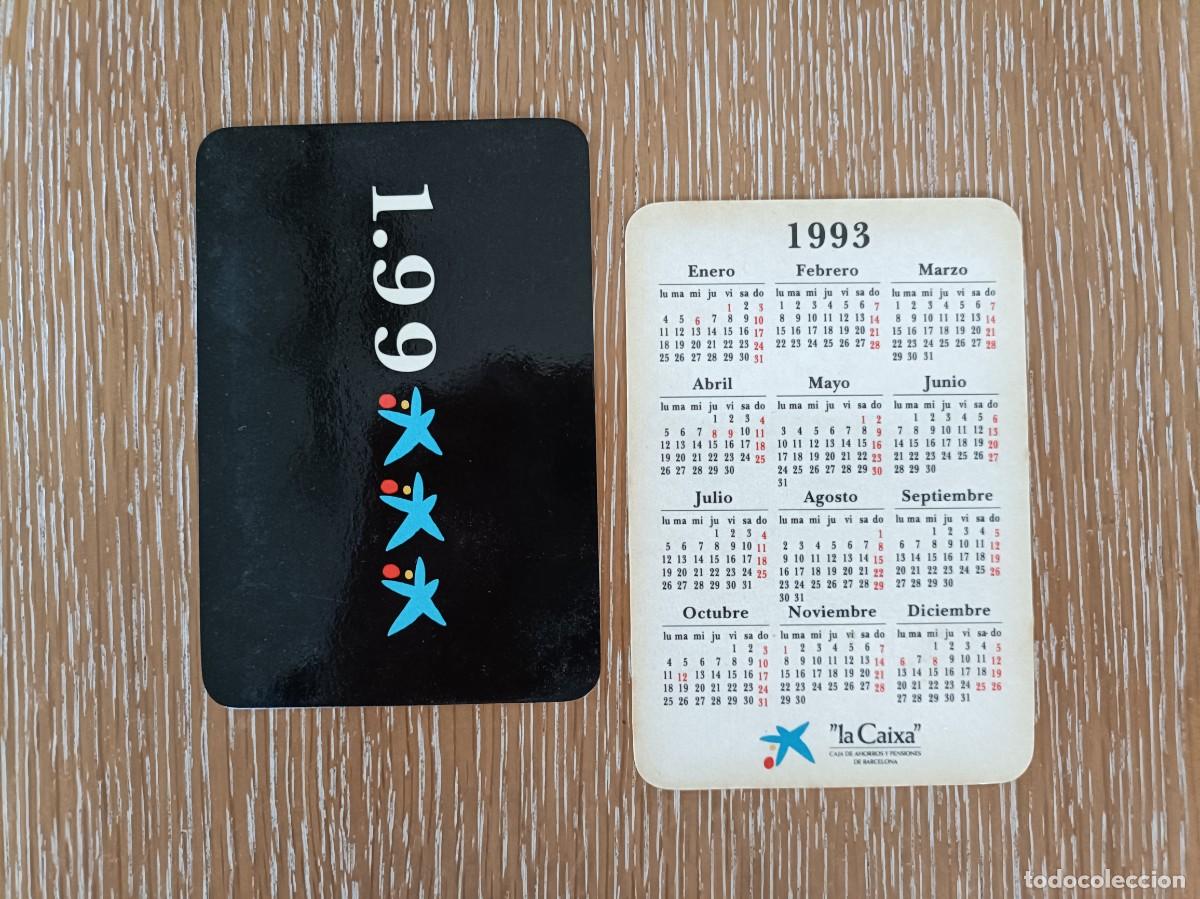 1.99
1993
Enero Febrero Marzo
lu ma mi ju vi sa do lu ma mi ju vi sa do lu ma mi ju vi sa do
1 2 3 1 2 3 4 5 6 7 1 2 3 4 5 6 7
4 5 6 7 8 9 10 8 9 10 11 12 13 14 8 9 10 11 12 13 14
11 12 13 14 15 16 17 15 16 17 18 19 20 21 15 16 17 18 19 20 21
18 19 20 21 22 23 24 22 23 24 25 26 27 28 22 23 24 25 26 27 28
25 26 27 28 29 30 31 29 30 31
Abril Mayo Junio
lu ma mi ju vi sa do lu ma mi ju vi sa do lu ma mi ju vi sa do
1 2 3 4 1 2 1 2 3 4 5 6
5 6 7 8 9 10 11 3 4 5 6 7 8 9 7 8 9 10 11 12 13
12 13 14 15 16 17 18 10 11 12 13 14 15 16 14 15 16 17 18 19 20
19 20 21 22 23 24 25 17 18 19 20 21 22 23 21 22 23 24 25 26 27
26 27 28 29 30 24 25 26 27 28 29 30 28 29 30
31
Julio Agosto Septiembre
lu ma mi ju vi sa do lu ma mi ju vi sa do lu ma mi ju vi sa do
1 2 3 4 1 1 2 3 4 5
5 6 7 8 9 10 11 2 3 4 5 6 7 8 6 7 8 9 10 11 12
12 13 14 15 16 17 18 9 10 11 12 13 14 15 13 14 15 16 17 18 19
19 20 21 22 23 24 25 16 17 18 19 20 21 22 20 21 22 23 24 25 26
26 27 28 29 30 31 23 24 25 26 27 28 29 27 28 29 30
30 31
Octubre Noviembre Diciembre
lu ma mi ju vi sa do lu ma mi ju vi sa do lu ma mi ju vi sa do
1 2 3 1 2 3 4 5 6 7 1 2 3 4 5
4 5 6 7 8 9 10 8 9 10 11 12 13 14 6 7 8 9 10 11 12
11 12 13 14 15 16 17 15 16 17 18 19 20 21 13 14 15 16 17 18 19
18 19 20 21 22 23 24 22 23 24 25 26 27 28 20 21 22 23 24 25 26
25 26 27 28 29 30 31 29 30 27 28 29 30 31
"la Caixa"
CAJA DE AHORROS Y PENSIONES
DE BARCELONA
todocoleccion